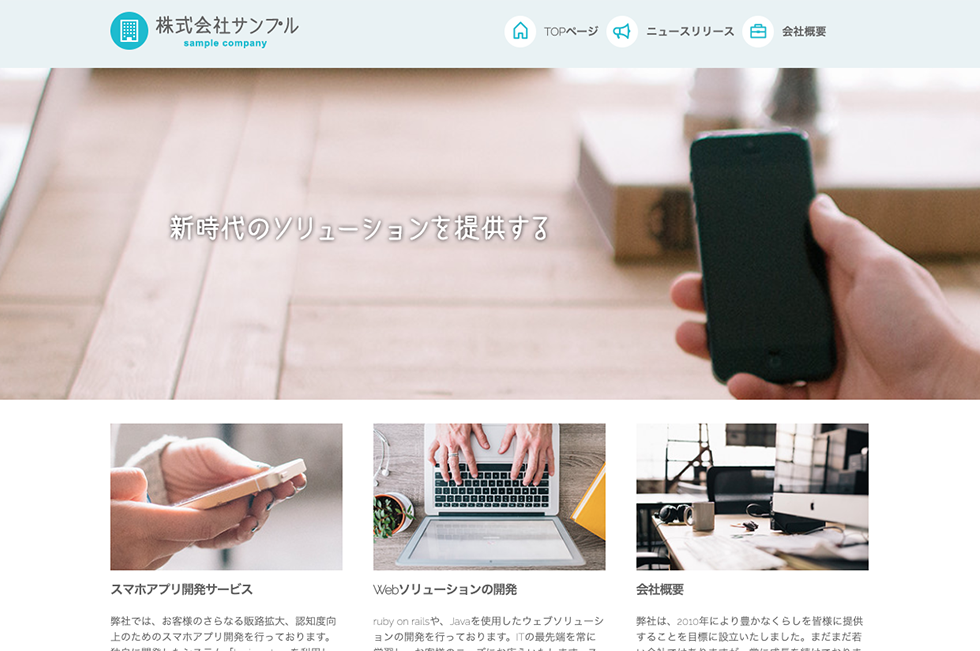 株式会社サンプル
sample company
TOPページ
ニュースリリース
会社概要
新時代のソリューションを提供する
スマホアプリ開発サービス
Webソリューションの開発
会社概要
弊社では、お客様のさらなる販路拡大、認知度向
上のためのスマホアプリ開発を行っております。
ruby on railsや、Javaを使用したウェブソリューシ
ョンの開発を行っております。ITの最先端を常に
弊社は、2010年により豊かなくらしを皆様に提供
することを目標に設立いたしました。まだまだ若